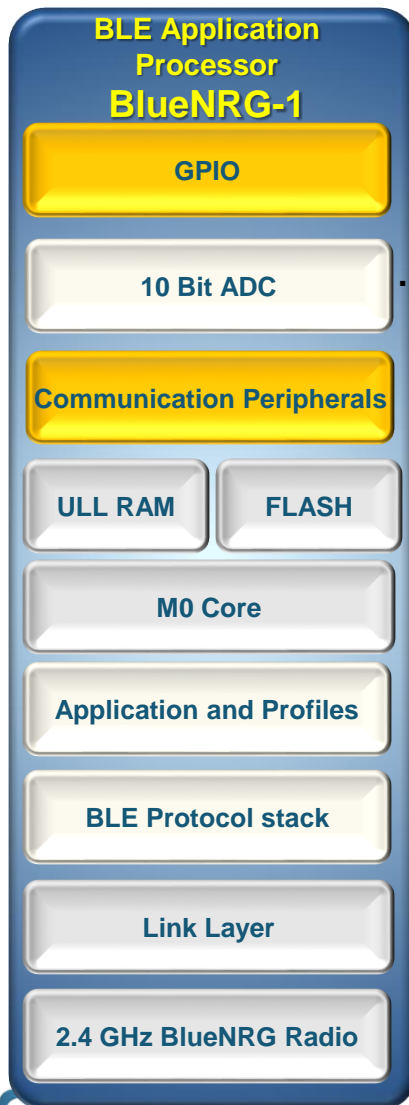 BLE Application
Processor
BlueNRG-1
GPIO
10 Bit ADC
Communication Peripherals
ULL RAM
FLASH
M0 Core
Application and Profiles
BLE Protocol stack
Link Layer
2.4 GHz BlueNRG Radio